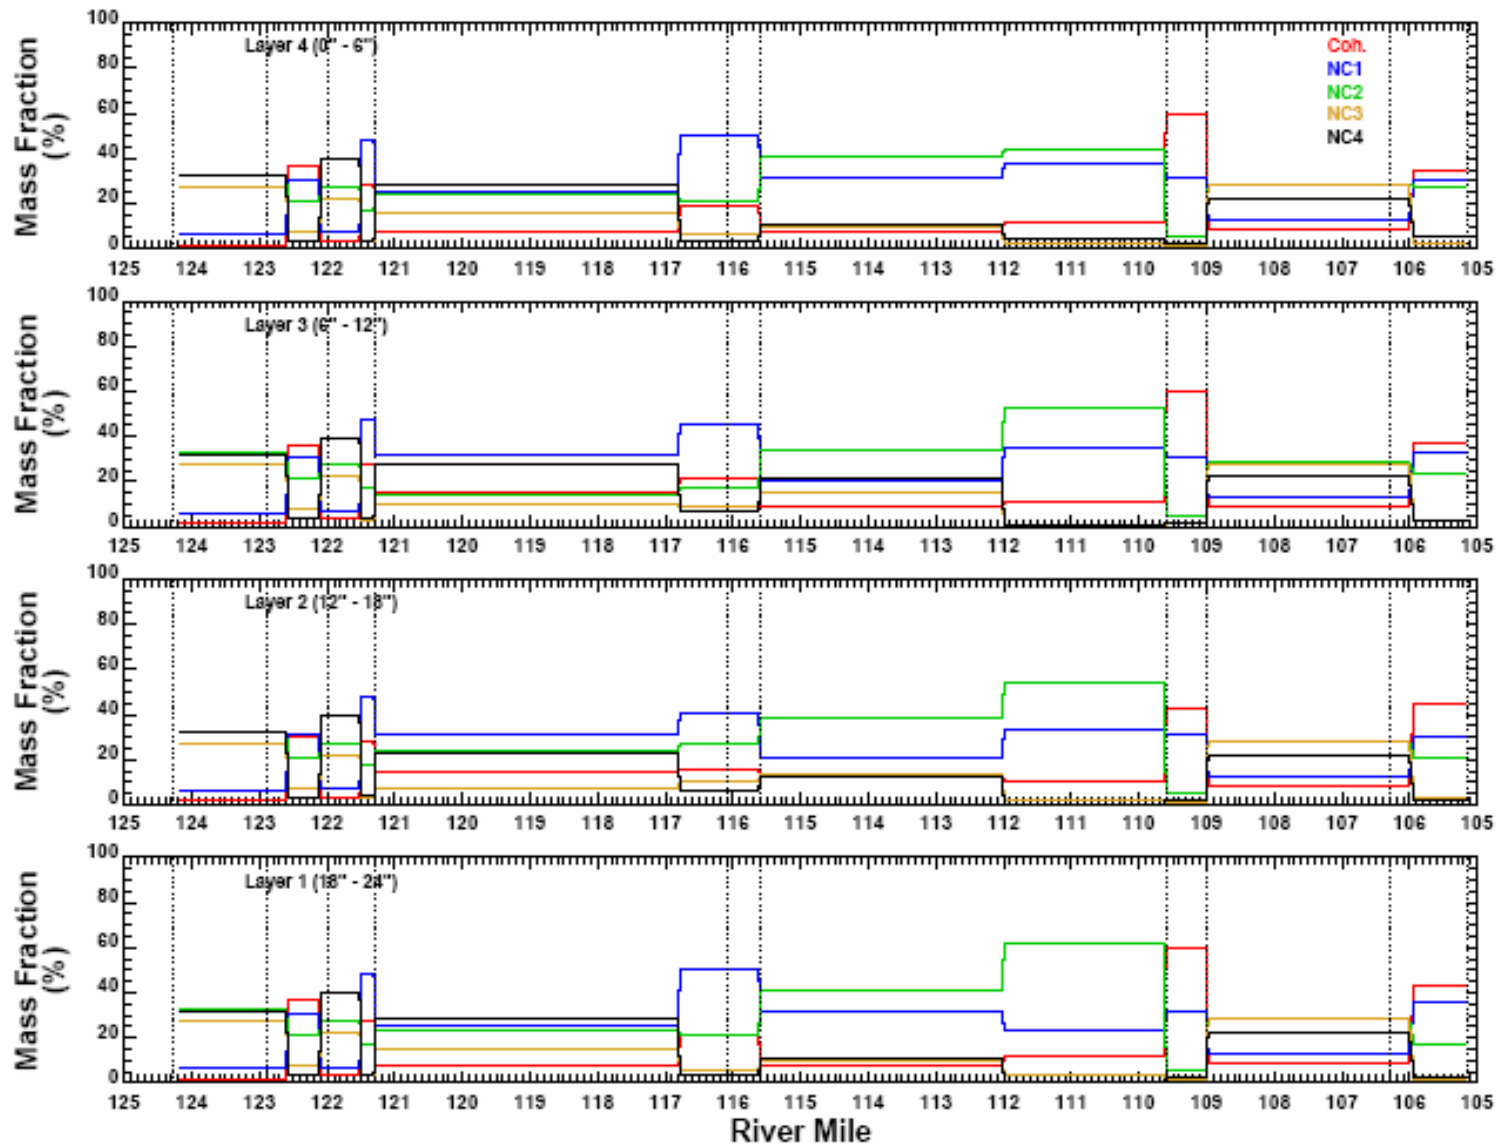 Mass Fraction
(%)
100
80
60
40
20
0
Layer 4 (0" - 6")
Coh.
NC1
NC2
NC3
NC4
125 124 123 122 121 120 119 118 117 116 115 114 113 112 111 110 109 108 107 106 105
Mass Fraction
(%)
100
80
60
40
20
0
Layer 3 (6" - 12")
125 124 123 122 121 120 119 118 117 116 115 114 113 112 111 110 109 108 107 106 105
Mass Fraction
(%)
100
80
60
40
20
0
Layer 2 (12" - 18")
125 124 123 122 121 120 119 118 117 116 115 114 113 112 111 110 109 108 107 106 105
Mass Fraction
(%)
100
80
60
40
20
0
Layer 1 (18" - 24")
125 124 123 122 121 120 119 118 117 116 115 114 113 112 111 110 109 108 107 106 105
River Mile